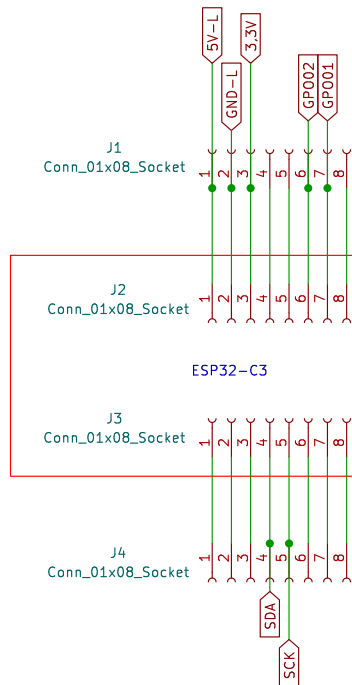 5V-L
GND-L
3,3V
GPO02
GPO01
J1
Conn_01x08_Socket
1 2 3 4 5 6 7 8
J2
Conn_01x08_Socket
1 2 3 4 5 6 7 8
ESP32-C3
J3
Conn_01x08_Socket
1 2 3 4 5 6 7 8
J4
Conn_01x08_Socket
1 2 3 4 5 6 7 8
SDA
SCK